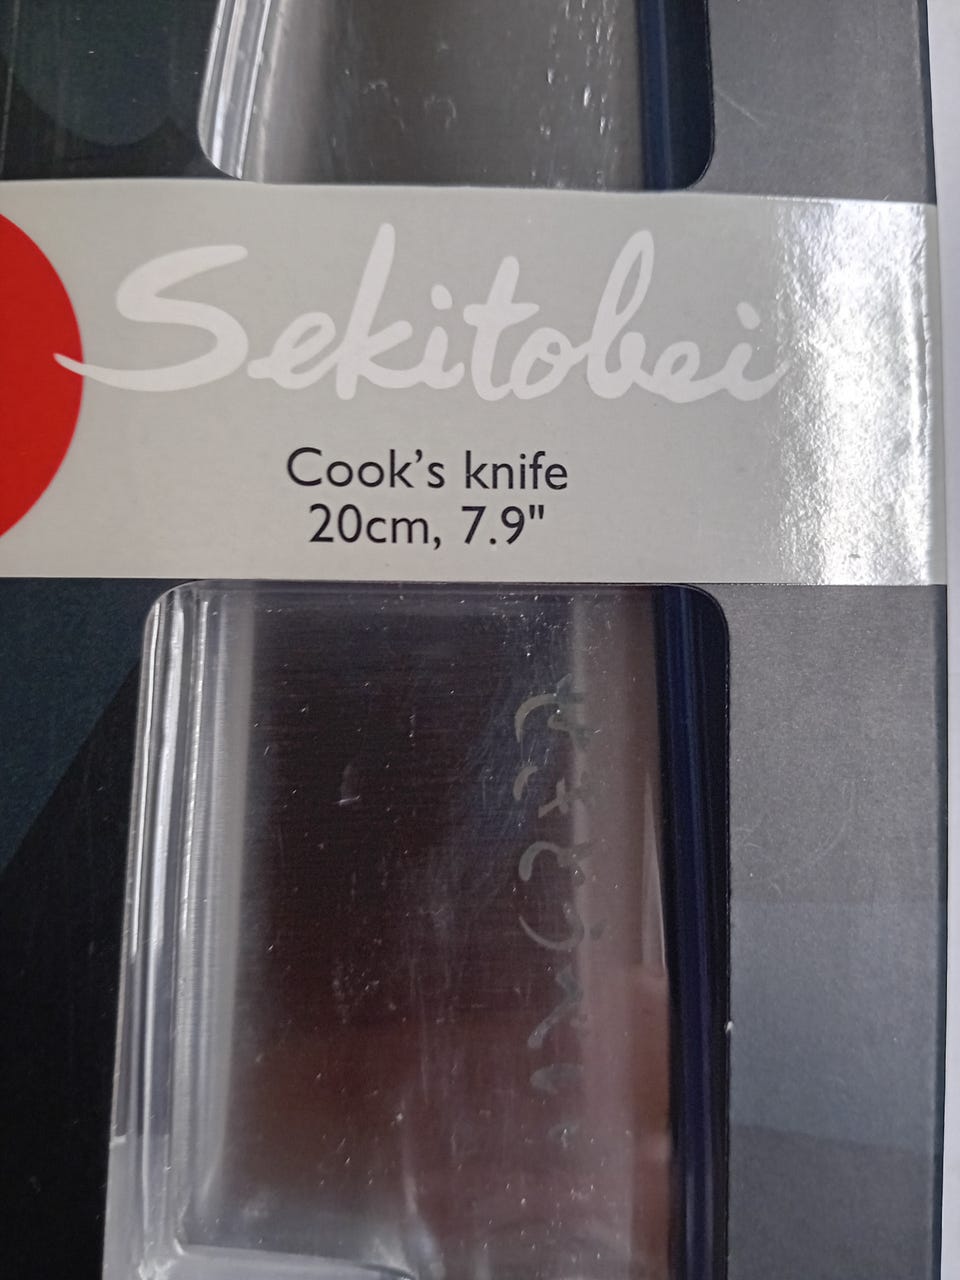 Sekitobei
Cook's knife
20cm, 7.9"